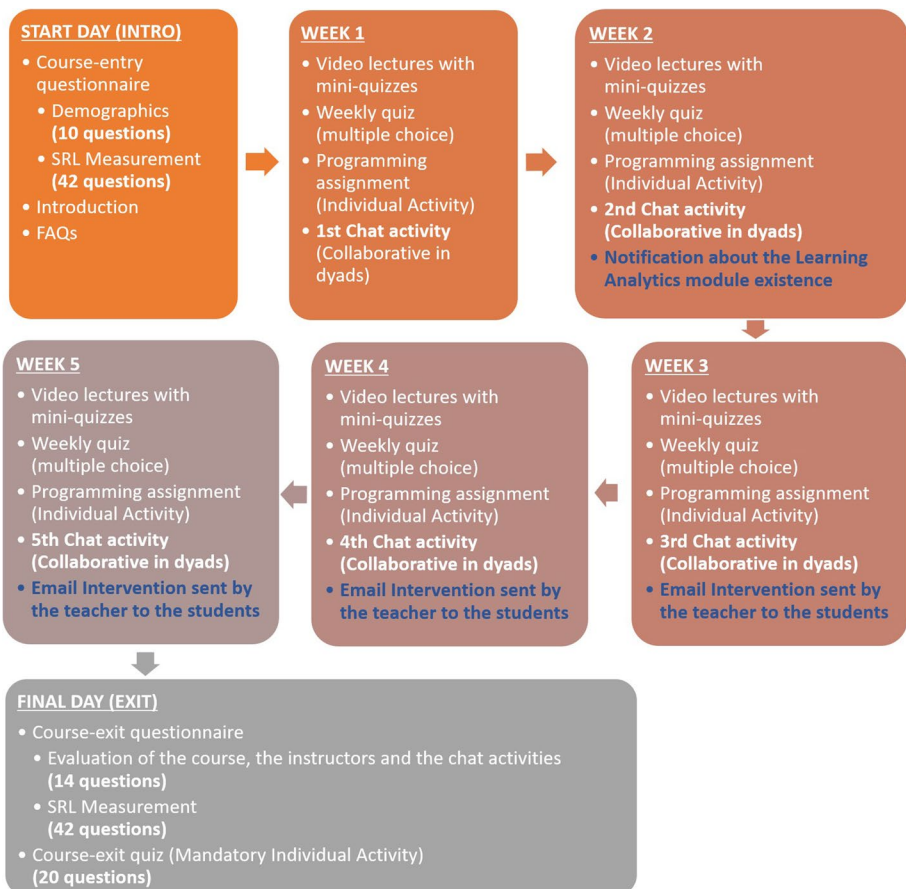 START DAY (INTRO)
• Course-entry
questionnaire
• Demographics
(10 questions)
• SRL Measurement
(42 questions)
• Introduction
• FAQs
WEEK 1
• Video lectures with
mini-quizzes
• Weekly quiz
(multiple choice)
• Programming
assignment
(Individual Activity)
• 1st Chat activity
(Collaborative in
dyads)
WEEK 2
• Video lectures with
mini-quizzes
• Weekly quiz
(multiple choice)
• Programming assignment
(Individual Activity)
• 2nd Chat activity
(Collaborative in dyads)
• Notification about the Learning
Analytics module existence
WEEK 3
• Video lectures with
mini-quizzes
• Weekly quiz
(multiple choice)
• Programming assignment
(Individual Activity)
• 3rd Chat activity
(Collaborative in dyads)
• Email Intervention sent by
the teacher to the students
WEEK 4
• Video lectures with
mini-quizzes
• Weekly quiz
(multiple choice)
• Programming assignment
(Individual Activity)
• 4th Chat activity
(Collaborative in dyads)
• Email Intervention sent by
the teacher to the students
WEEK 5
• Video lectures with
mini-quizzes
• Weekly quiz
(multiple choice)
• Programming assignment
(Individual Activity)
• 5th Chat activity
(Collaborative in dyads)
• Email Intervention sent by
the teacher to the students
FINAL DAY (EXIT)
• Course-exit questionnaire
• Evaluation of the course, the instructors and the chat activities
(14 questions)
• SRL Measurement
(42 questions)
• Course-exit quiz (Mandatory Individual Activity)
(20 questions)